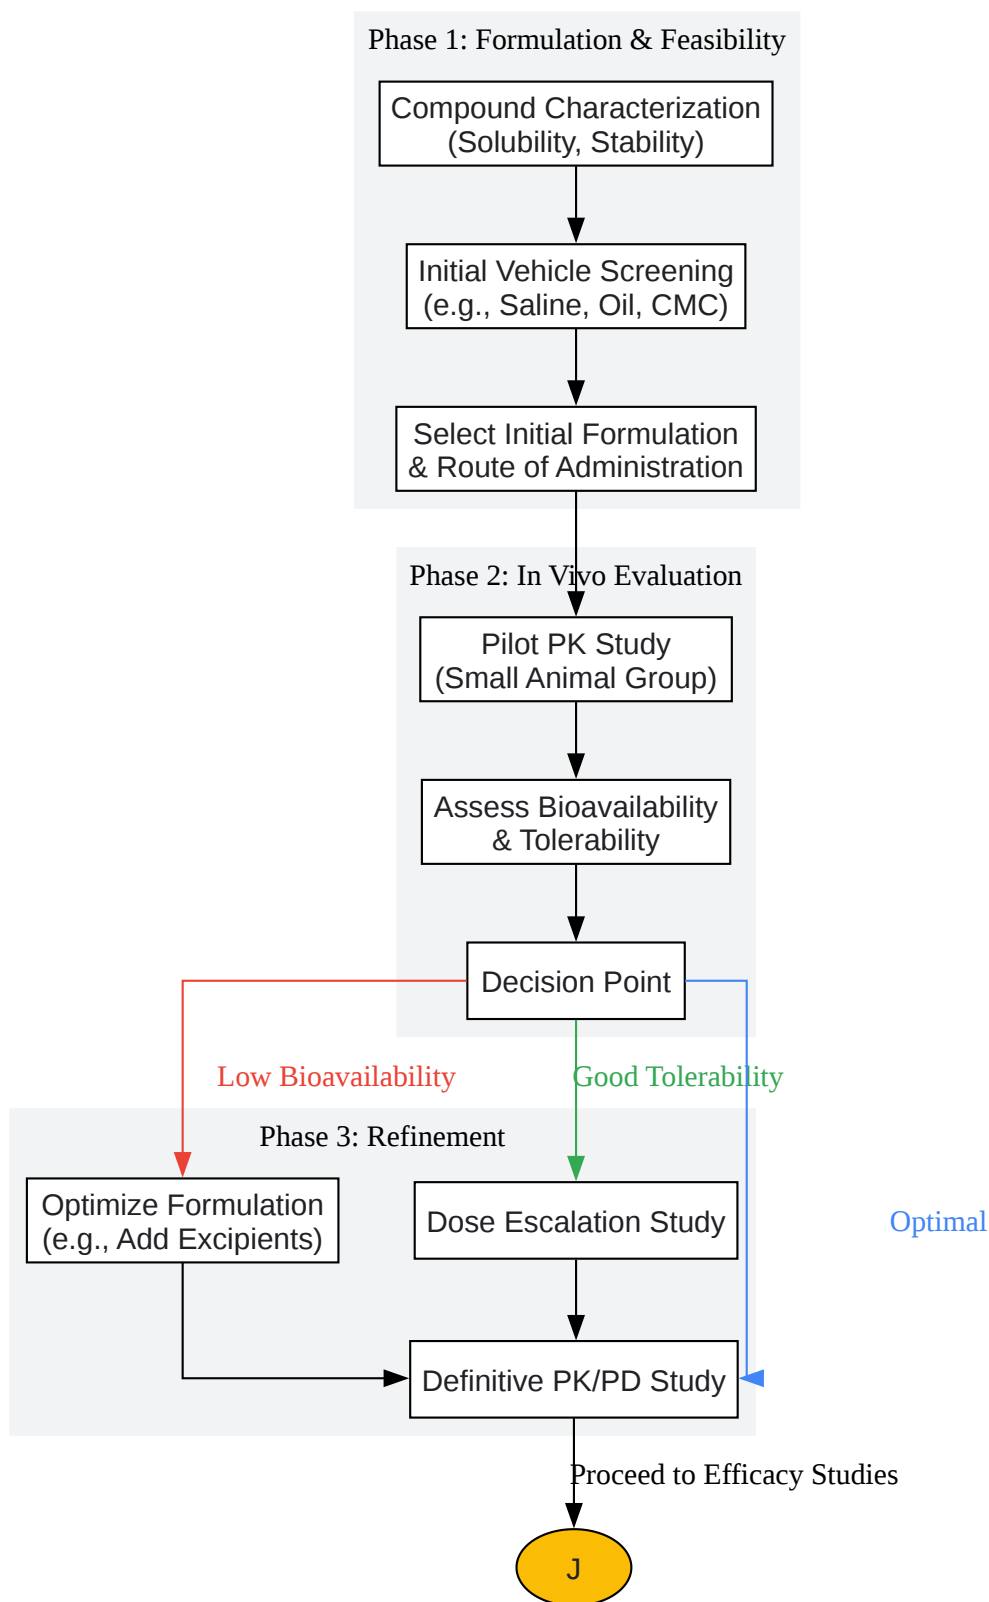 Phase 1: Formulation & Feasibility
Compound Characterization
(Solubility, Stability)
Initial Vehicle Screening
(e.g., Saline, Oil, CMC)
Select Initial Formulation
& Route of Administration
Phase 2: In Vivo Evaluation
Pilot PK Study
(Small Animal Group)
Assess Bioavailability
& Tolerability
Decision Point
Low Bioavailability
Good Tolerability
Phase 3: Refinement
Optimize Formulation
(e.g., Add Excipients)
Dose Escalation Study
Optimal
Definitive PK/PD Study
Proceed to Efficacy Studies
J